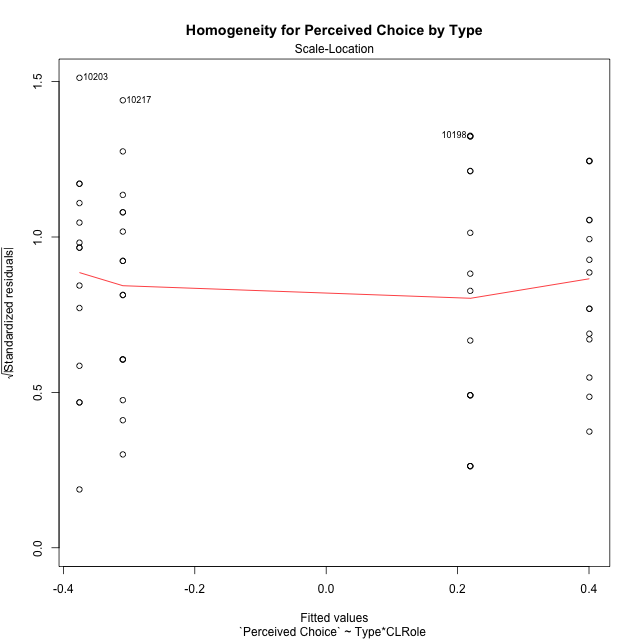 Homogeneity for Perceived Choice by Type
Scale-Location
10203
10217
10198
1.5
1.0
0.5
0.0
√|Standardized residuals|
-0.4 -0.2 0.0 0.2 0.4
Fitted values
`Perceived Choice` ~ Type*CLRole